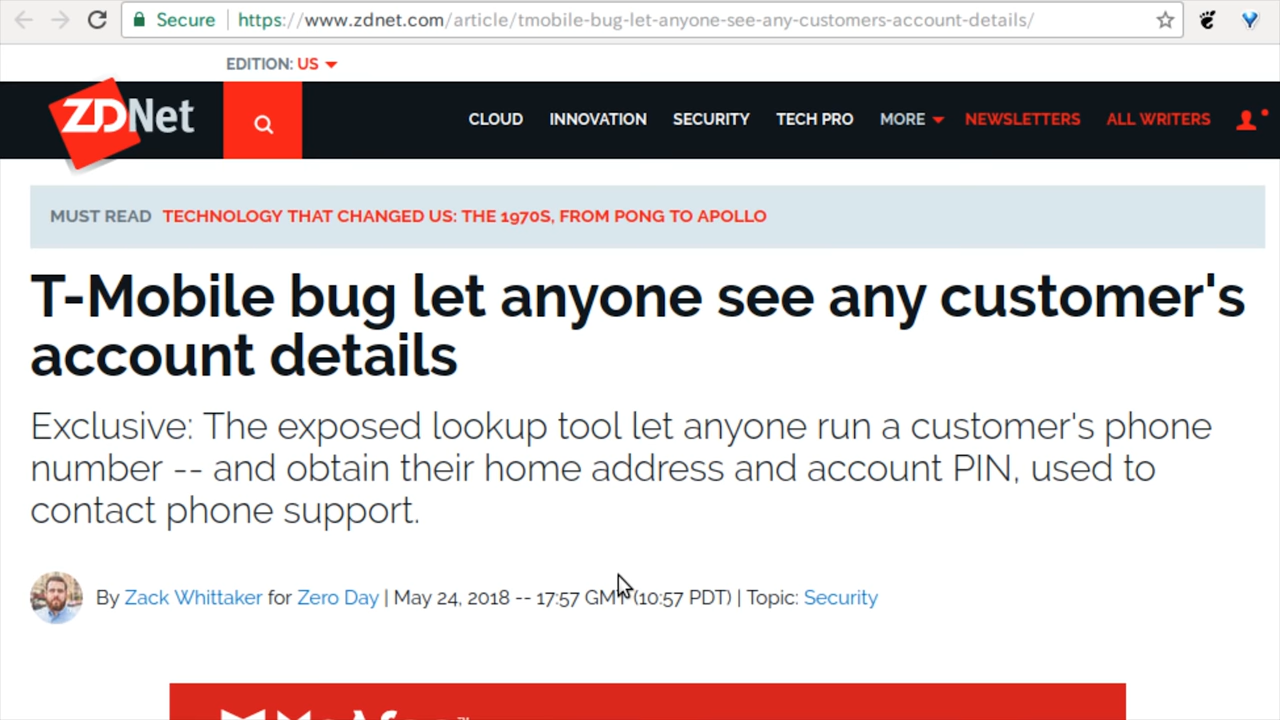 Secure https://www.zdnet.com/article/tmobile-bug-let-anyone-see-any-customers-account-details/
EDITION: US
ZDNet CLOUD INNOVATION SECURITY TECH PRO MORE NEWSLETTERS ALL WRITERS
MUST READ TECHNOLOGY THAT CHANGED US: THE 1970S, FROM PONG TO APOLLO
T-Mobile bug let anyone see any customer's
account details
Exclusive: The exposed lookup tool let anyone run a customer's phone
number -- and obtain their home address and account PIN, used to
contact phone support.
By Zack Whittaker for Zero Day | May 24, 2018 -- 17:57 GMT (10:57 PDT) | Topic: Security